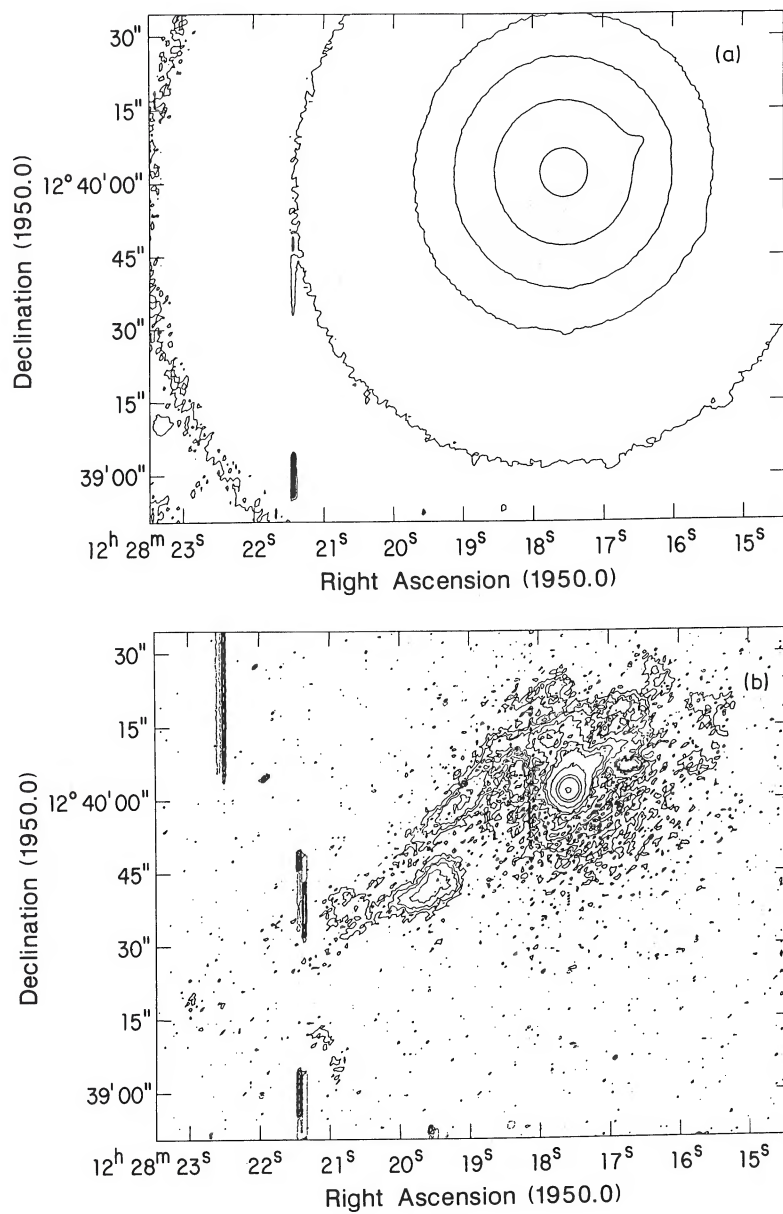 (a)
30"
15"
12° 40' 00"
45"
30"
15"
39' 00"
12ʰ 28ᵐ 23ˢ 22ˢ 21ˢ 20ˢ 19ˢ 18ˢ 17ˢ 16ˢ 15ˢ
Declination (1950.0)
Right Ascension (1950.0)
(b)
30"
15"
12° 40' 00"
45"
30"
15"
39' 00"
12ʰ 28ᵐ 23ˢ 22ˢ 21ˢ 20ˢ 19ˢ 18ˢ 17ˢ 16ˢ 15ˢ
Declination (1950.0)
Right Ascension (1950.0)